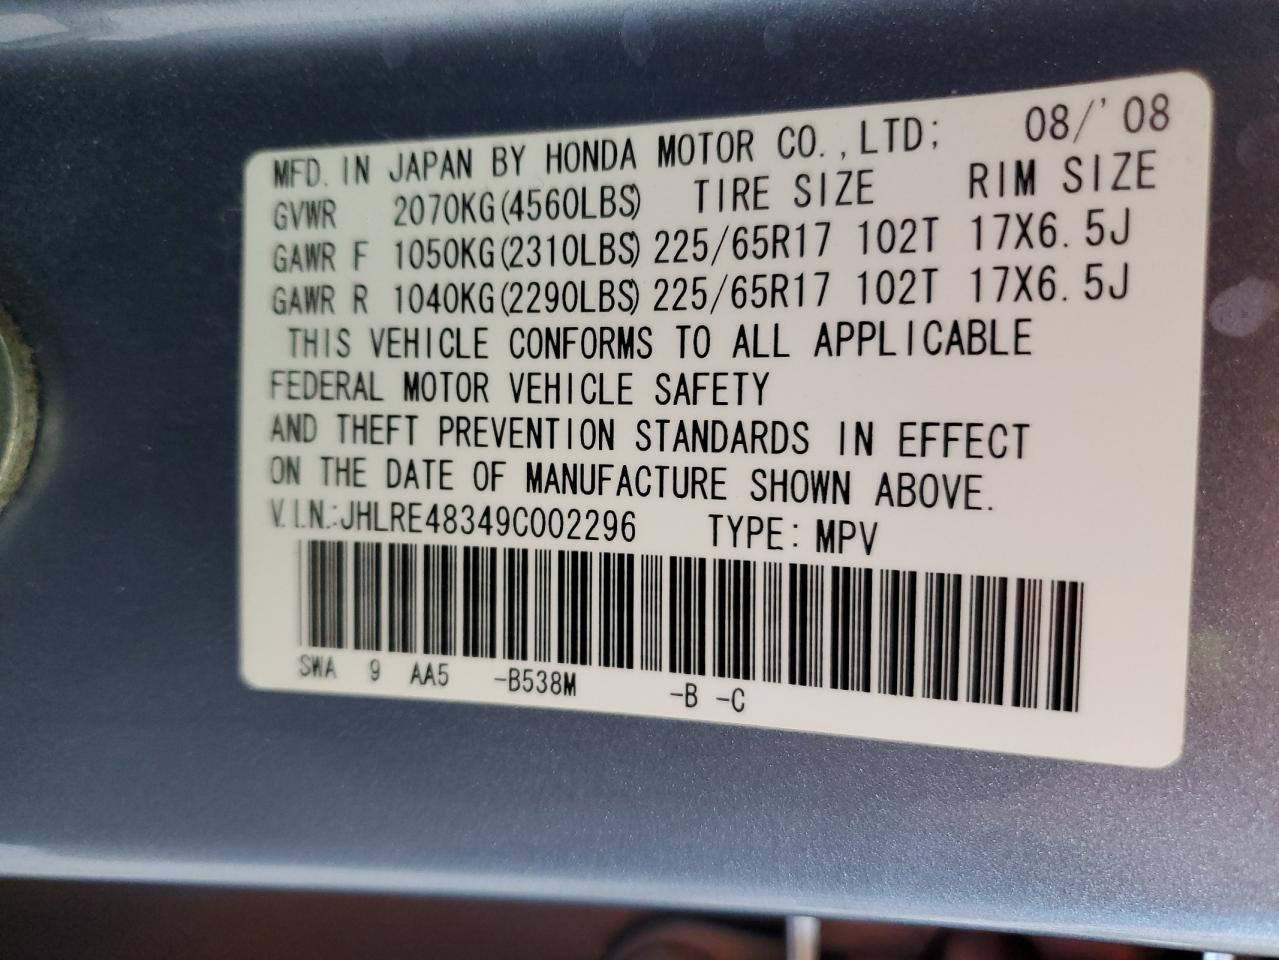 MFD. IN JAPAN BY HONDA MOTOR CO.,LTD; 08/'08
GVWR 2070KG(4560LBS) TIRE SIZE RIM SIZE
GAWR F 1050KG(2310LBS) 225/65R17 102T 17X6.5J
GAWR R 1040KG(2290LBS) 225/65R17 102T 17X6.5J
THIS VEHICLE CONFORMS TO ALL APPLICABLE
FEDERAL MOTOR VEHICLE SAFETY
AND THEFT PREVENTION STANDARDS IN EFFECT
ON THE DATE OF MANUFACTURE SHOWN ABOVE.
V.I.N.:JHLRE48349C002296 TYPE: MPV
SWA 9 AA5 -B538M -B -C